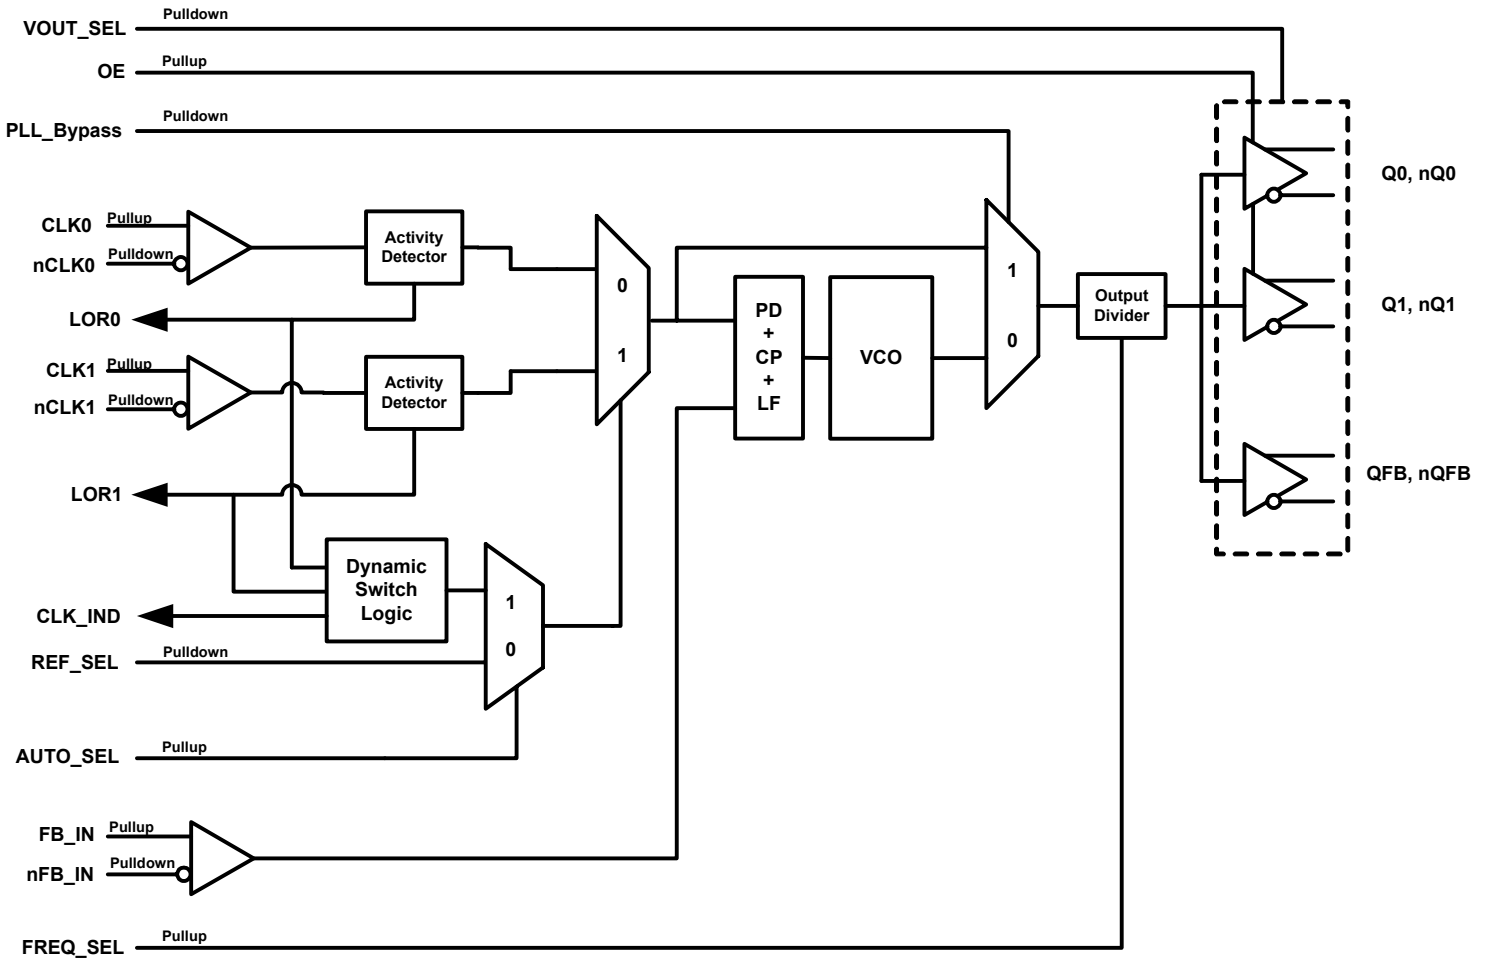 VOUT_SEL
Pulldown
OE
Pullup
PLL_Bypass
Pulldown
CLK0
Pullup
nCLK0
Pulldown
Activity
Detector
LOR0
CLK1
Pullup
nCLK1
Pulldown
Activity
Detector
LOR1
0
1
Dynamic
Switch
Logic
CLK_IND
REF_SEL
Pulldown
1
0
AUTO_SEL
Pullup
FB_IN
Pullup
nFB_IN
Pulldown
FREQ_SEL
Pullup
PD
+
CP
+
LF
VCO
1
0
Output
Divider
Q0, nQ0
Q1, nQ1
QFB, nQFB